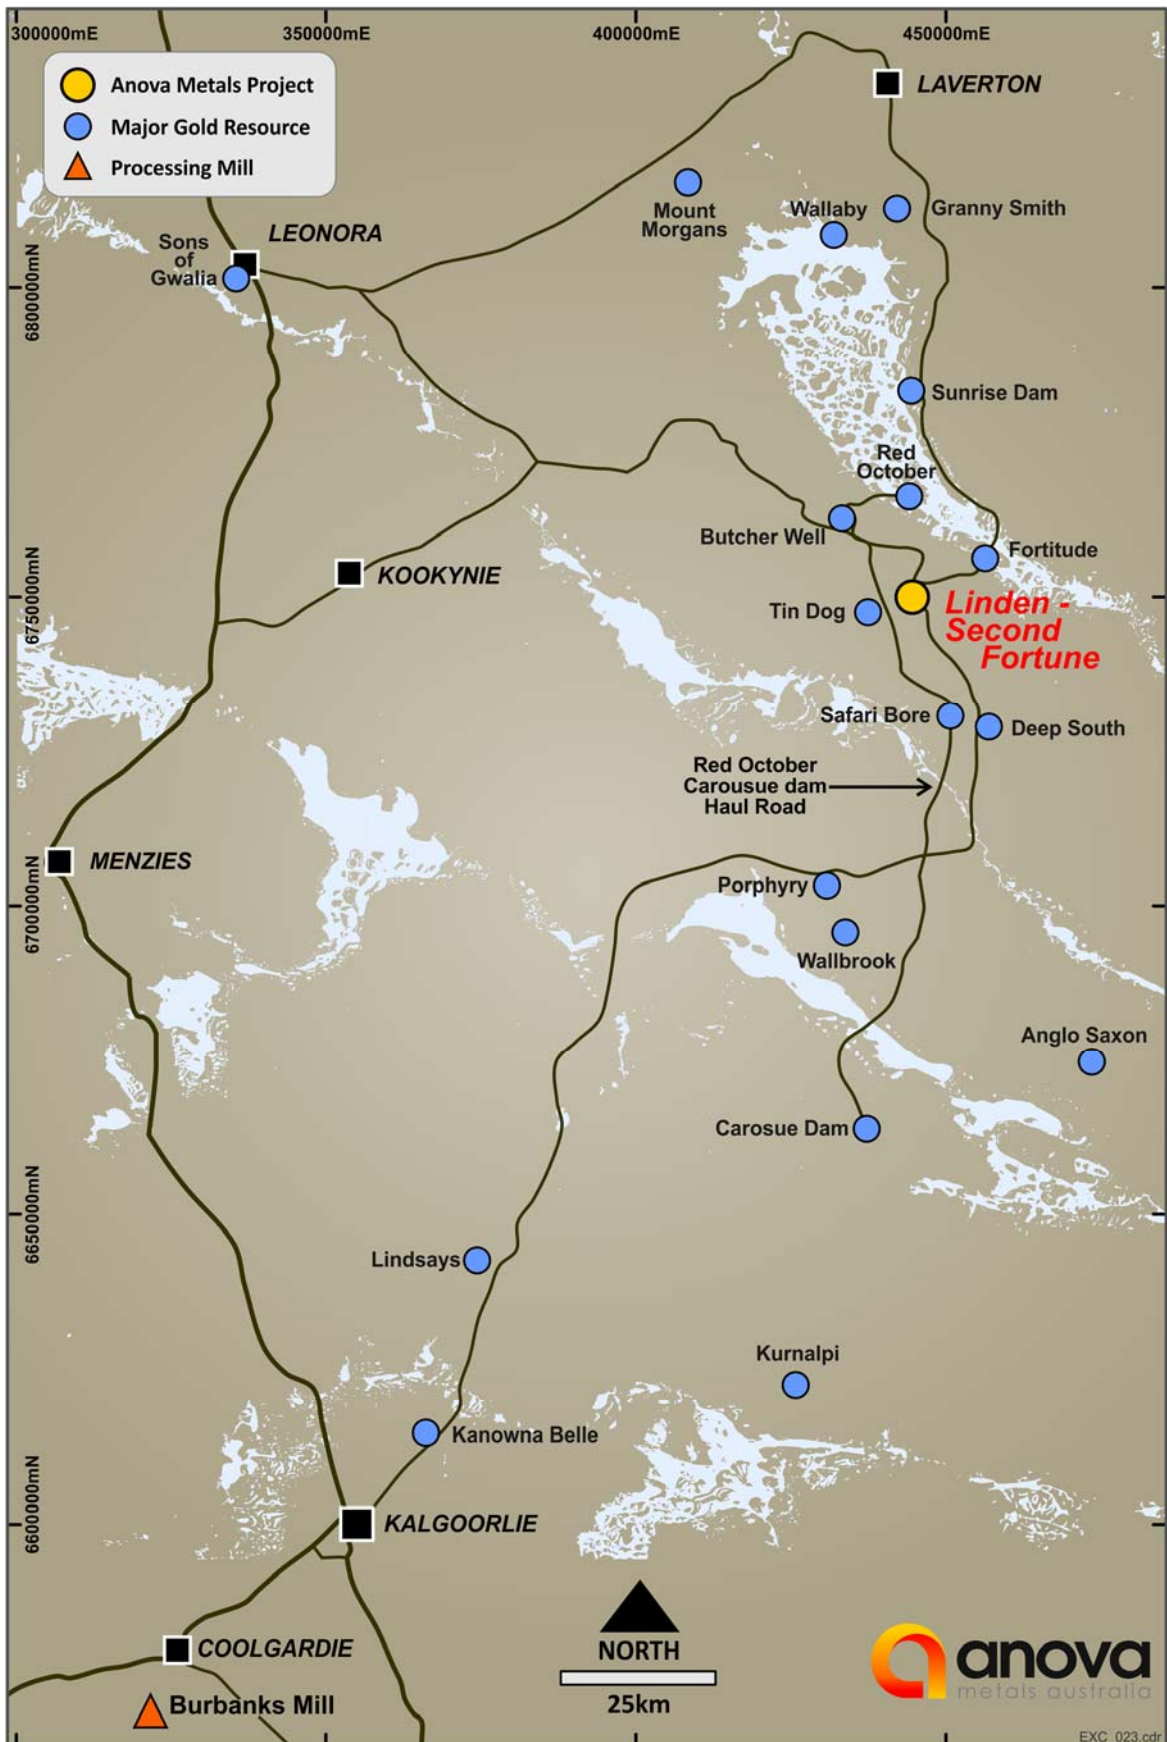 300000mE
350000mE
400000mE
450000mE
Anova Metals Project
Major Gold Resource
Processing Mill
LAVERTON
Mount
Morgans
Wallaby
Granny Smith
LEONORA
Sons
of
Gwalia
6800000mN
Sunrise Dam
Red
October
Butcher Well
Fortitude
KOOKYNIE
6750000mN
Tin Dog
Linden -
Second
Fortune
Safari Bore
Deep South
Red October
Carousue dam
Haul Road
MENZIES
6700000mN
Porphyry
Wallbrook
Anglo Saxon
Carosue Dam
6650000mN
Lindsays
Kurnalpi
Kanowna Belle
6600000mN
KALGOORLIE
COOLGARDIE
Burbanks Mill
NORTH
25km
anova
metals australia
EXC_023.cdr